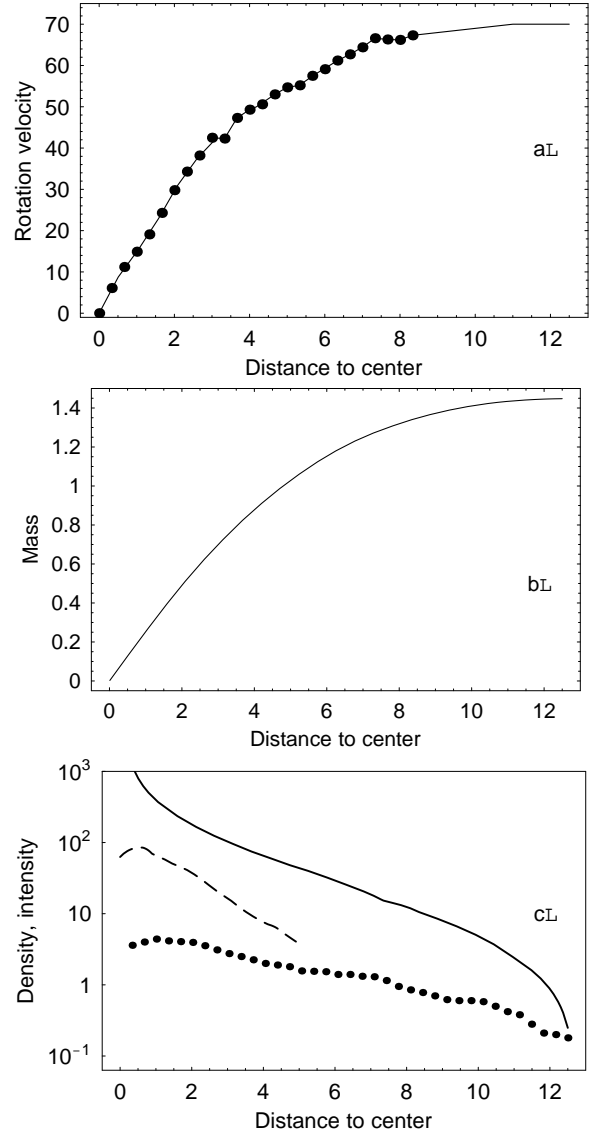 70
60
50
40
30
20
10
0
Rotation velocity
aL
0 2 4 6 8 10 12
Distance to center
1.4
1.2
1
0.8
0.6
0.4
0.2
0
Mass
bL
0 2 4 6 8 10 12
Distance to center
10³
10²
10
1
10⁻¹
Density, intensity
cL
0 2 4 6 8 10 12
Distance to center